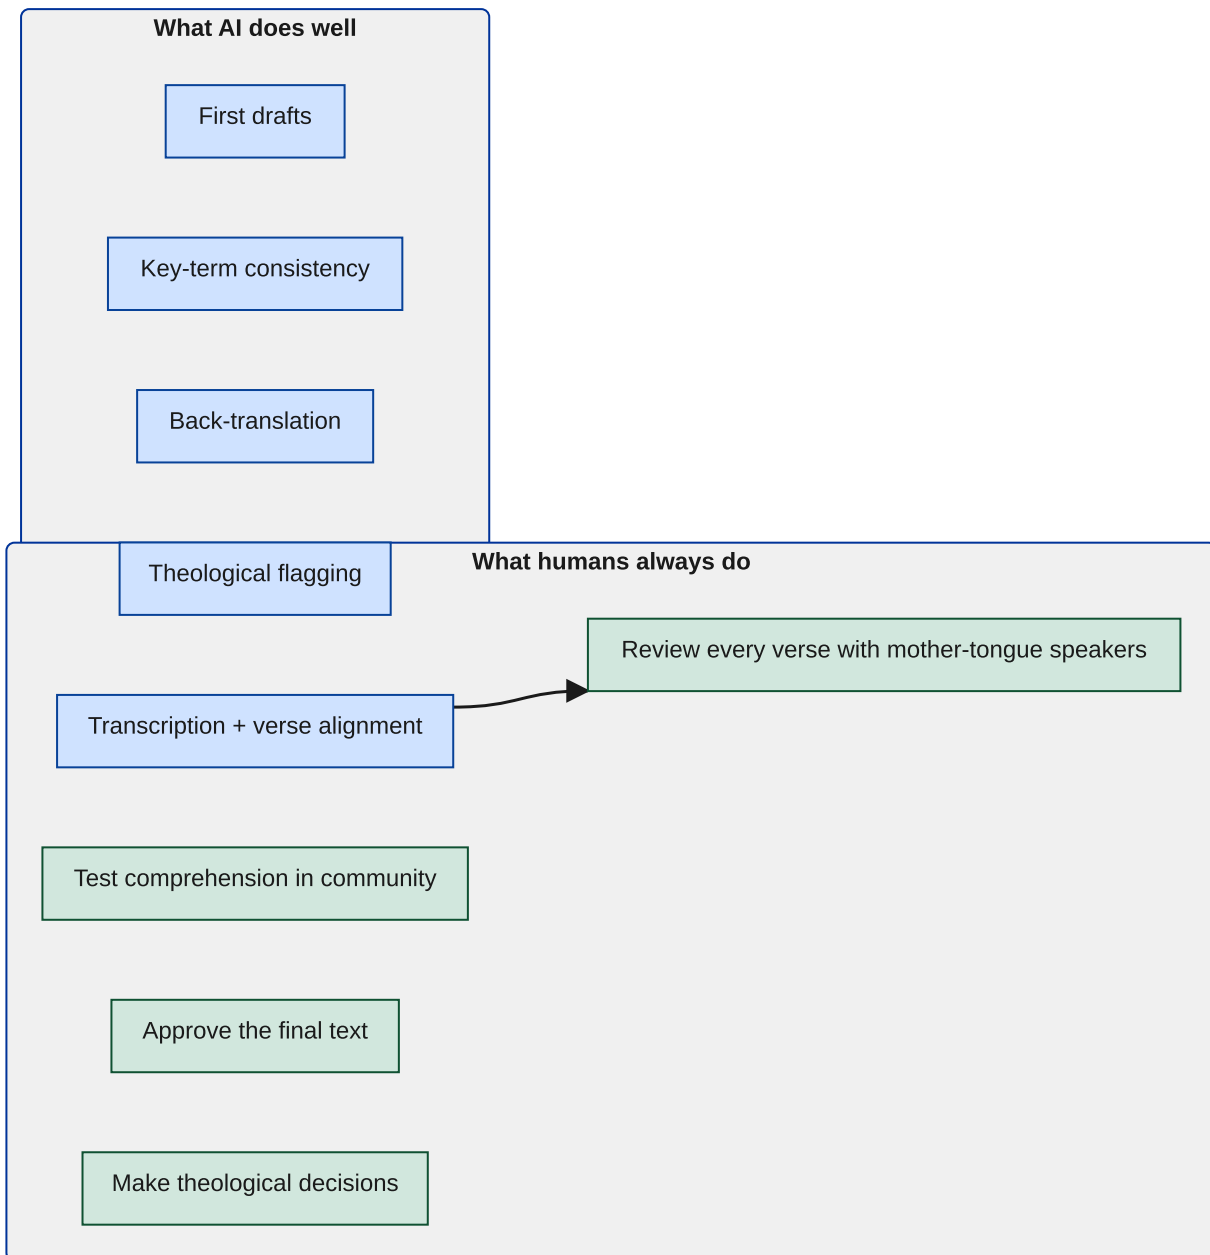 What AI does well
First drafts
Key-term consistency
Back-translation
Theological flagging
What humans always do
Review every verse with mother-tongue speakers
Transcription + verse alignment
Test comprehension in community
Approve the final text
Make theological decisions